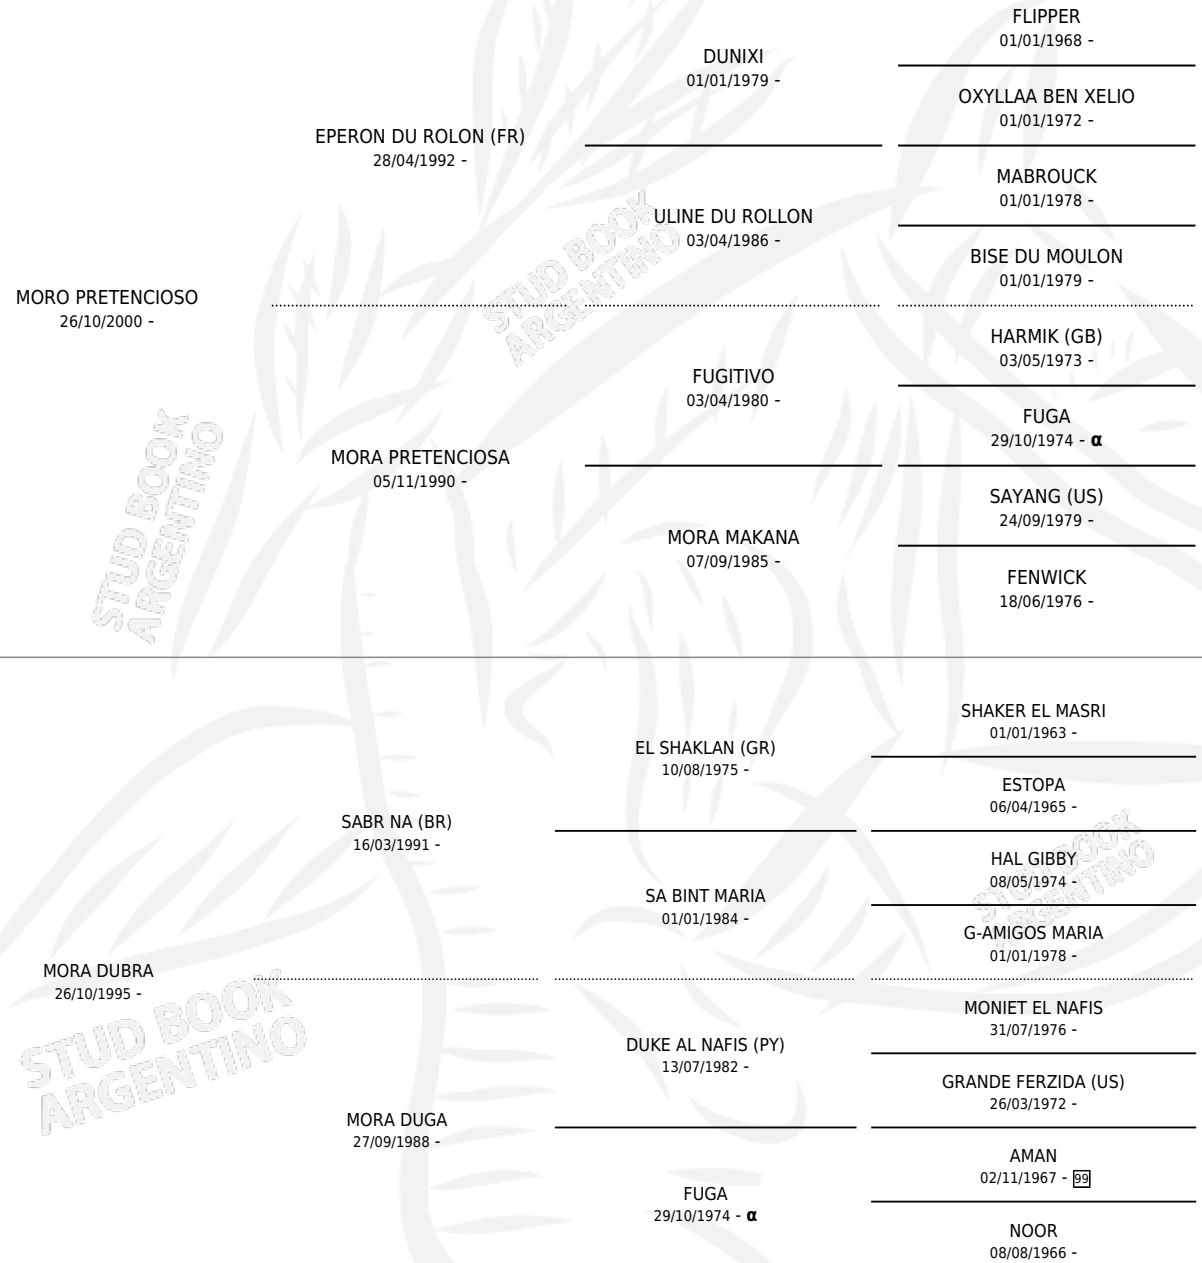 FLIPPER
01/01/1968 -
DUNIXI
01/01/1979 -
OXYLLAA BEN XELIO
01/01/1972 -
EPERON DU ROLON (FR)
28/04/1992 -
MABROUCK
01/01/1978 -
ULINE DU ROLLON
03/04/1986 -
BISE DU MOULON
01/01/1979 -
STUD BOOK
ARGENTINO
MORO PRETENCIOSO
26/10/2000 -
HARMIK (GB)
03/05/1973 -
FUGITIVO
03/04/1980 -
FUGA
29/10/1974 - α
MORA PRETENCIOSA
05/11/1990 -
SAYANG (US)
24/09/1979 -
MORA MAKANA
07/09/1985 -
FENWICK
18/06/1976 -
STUD BOOK
ARGENTINO
SHAKER EL MASRI
01/01/1963 -
EL SHAKLAN (GR)
10/08/1975 -
ESTOPA
06/04/1965 -
SABR NA (BR)
16/03/1991 -
HAL GIBBY
08/05/1974 -
SA BINT MARIA
01/01/1984 -
G-AMIGOS MARIA
01/01/1978 -
STUD BOOK
ARGENTINO
MORA DUBRA
26/10/1995 -
MONIET EL NAFIS
31/07/1976 -
DUKE AL NAFIS (PY)
13/07/1982 -
GRANDE FERZIDA (US)
26/03/1972 -
STUD BOOK
ARGENTINO
MORA DUGA
27/09/1988 -
AMAN
02/11/1967 - 99
FUGA
29/10/1974 - α
NOOR
08/08/1966 -